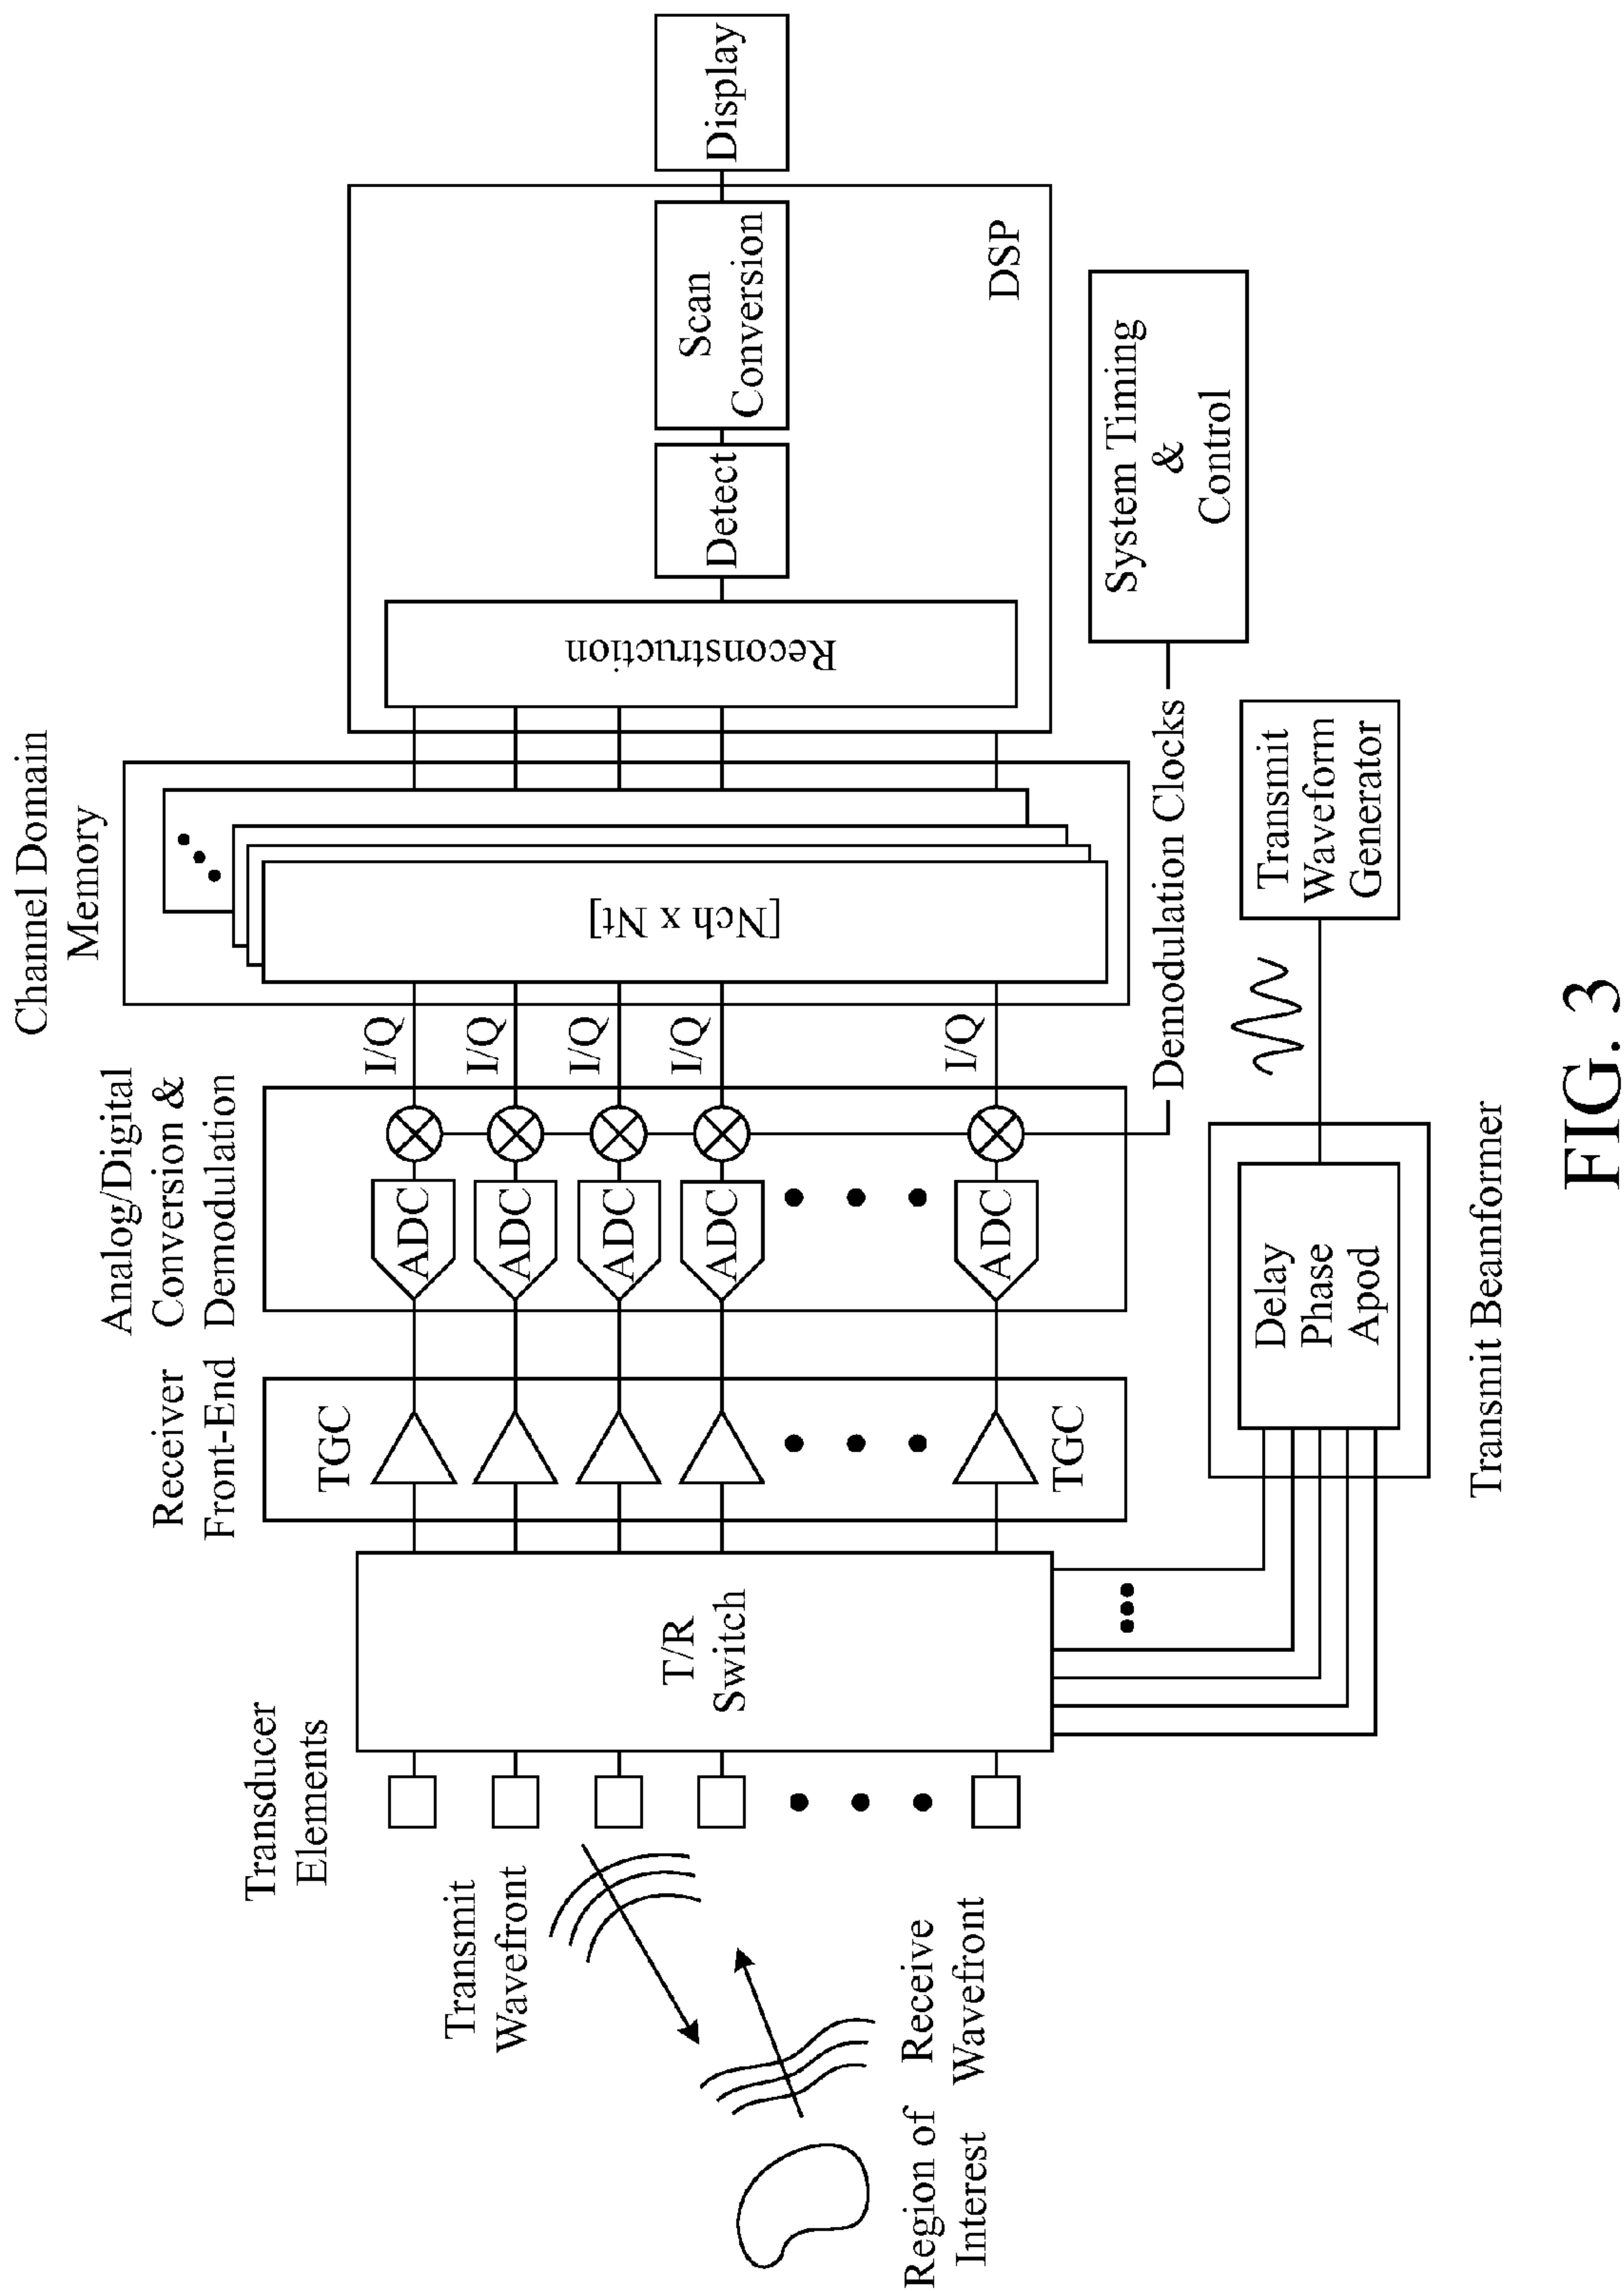 Channel Domain
Memory
Analog/Digital
Conversion &
Demodulation
Receiver
Front-End
Transducer
Elements
Transmit
Wavefront
Receive
Wavefront
Region of
Interest
T/R
Switch
TGC
TGC
ADC
ADC
ADC
ADC
ADC
I/Q
I/Q
I/Q
I/Q
I/Q
[Nch x Nt]
Reconstruction
Detect
Scan
Conversion
DSP
Display
System Timing
&
Control
Demodulation Clocks
Transmit
Waveform
Generator
Delay
Phase
Apod
Transmit Beamformer
FIG. 3